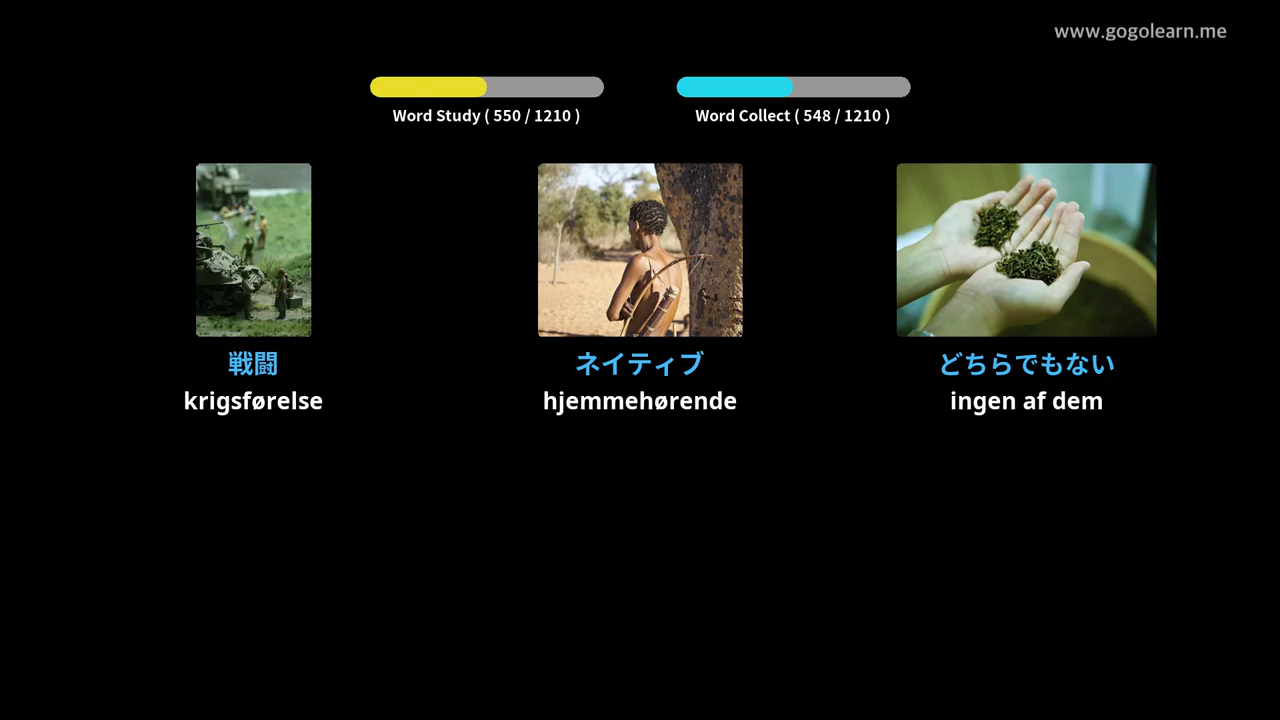 www.gogolearn.me
Word Study ( 550 / 1210 )
Word Collect ( 548 / 1210 )
戦闘
krigsførelse
ネイティブ
hjemmehørende
どちらでもない
ingen af dem